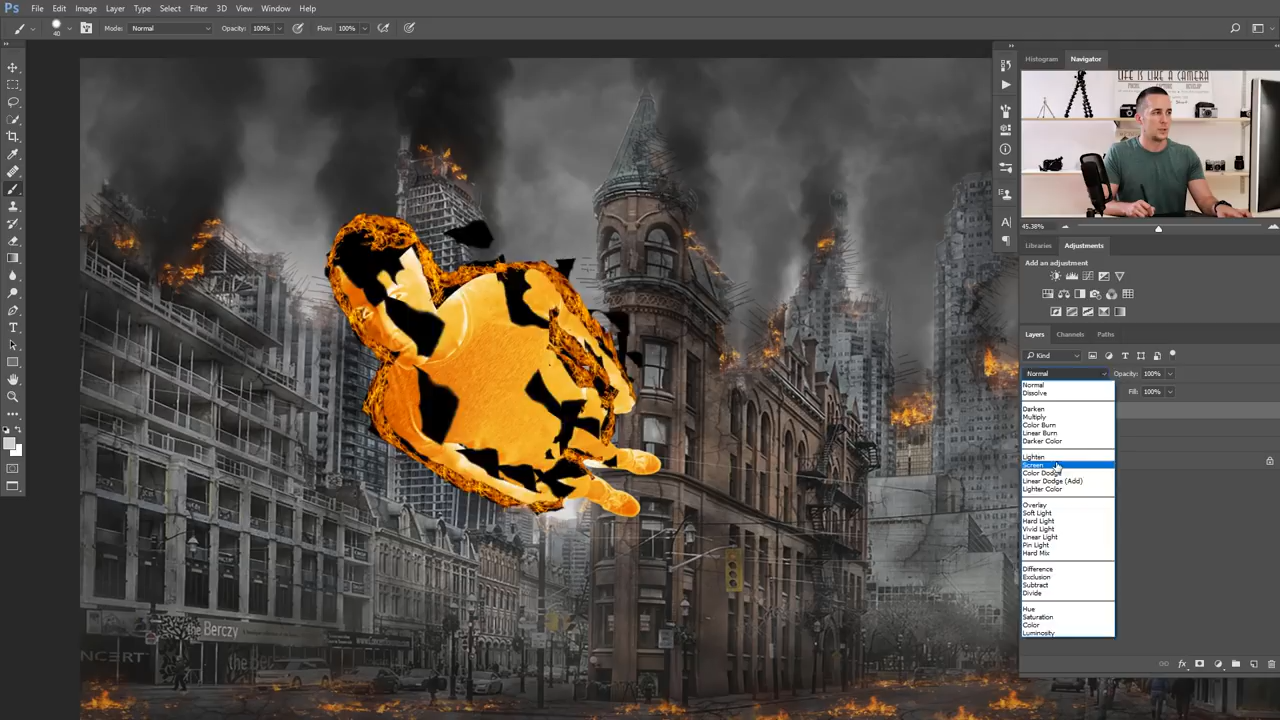 Ps File Edit Image Layer Type Select Filter 3D View Window Help
40 Mode: Normal Opacity: 100% Flow: 100%
Histogram Navigator
LIFE IS LIKE A CAMERA
45.38%
Libraries Adjustments
Add an adjustment
Layers Channels Paths
Kind
Normal Opacity: 100%
Fill: 100%
Normal
Dissolve
Darken
Multiply
Color Burn
Linear Burn
Darker Color
Lighten
Screen
Color Dodge
Linear Dodge (Add)
Lighter Color
Overlay
Soft Light
Hard Light
Vivid Light
Linear Light
Pin Light
Hard Mix
Difference
Exclusion
Subtract
Divide
Hue
Saturation
Color
Luminosity
the Berczy
the Ber
NCERT